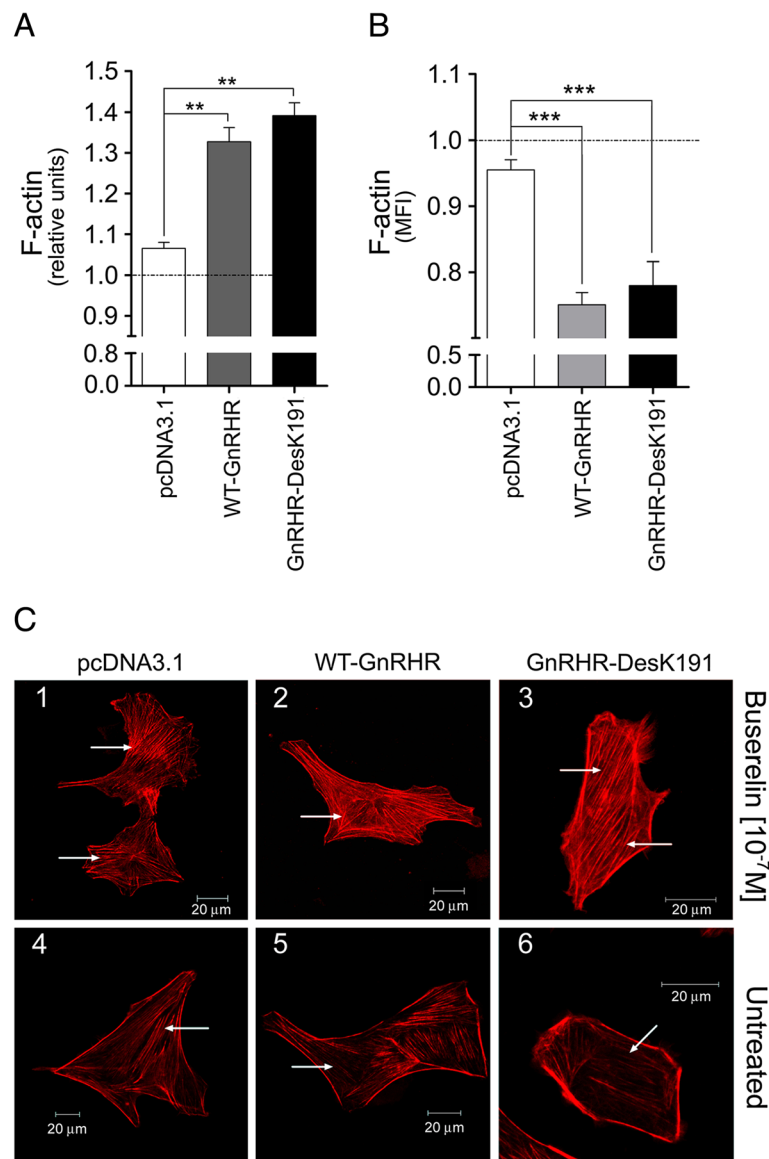 A
F-actin
(relative units)
1.5
1.4
1.3
1.2
1.1
1.0
0.9
0.8
0.0
**
**
pcDNA3.1
WT-GnRHR
GnRHR-DesK191
B
F-actin
(MFI)
1.1
1.0
0.9
0.8
0.5
0.0
***
***
pcDNA3.1
WT-GnRHR
GnRHR-DesK191
C
pcDNA3.1
WT-GnRHR
GnRHR-DesK191
1
20 μm
2
20 μm
3
20 μm
Buserelin [10⁻⁷M]
4
20 μm
5
20 μm
6
20 μm
Untreated